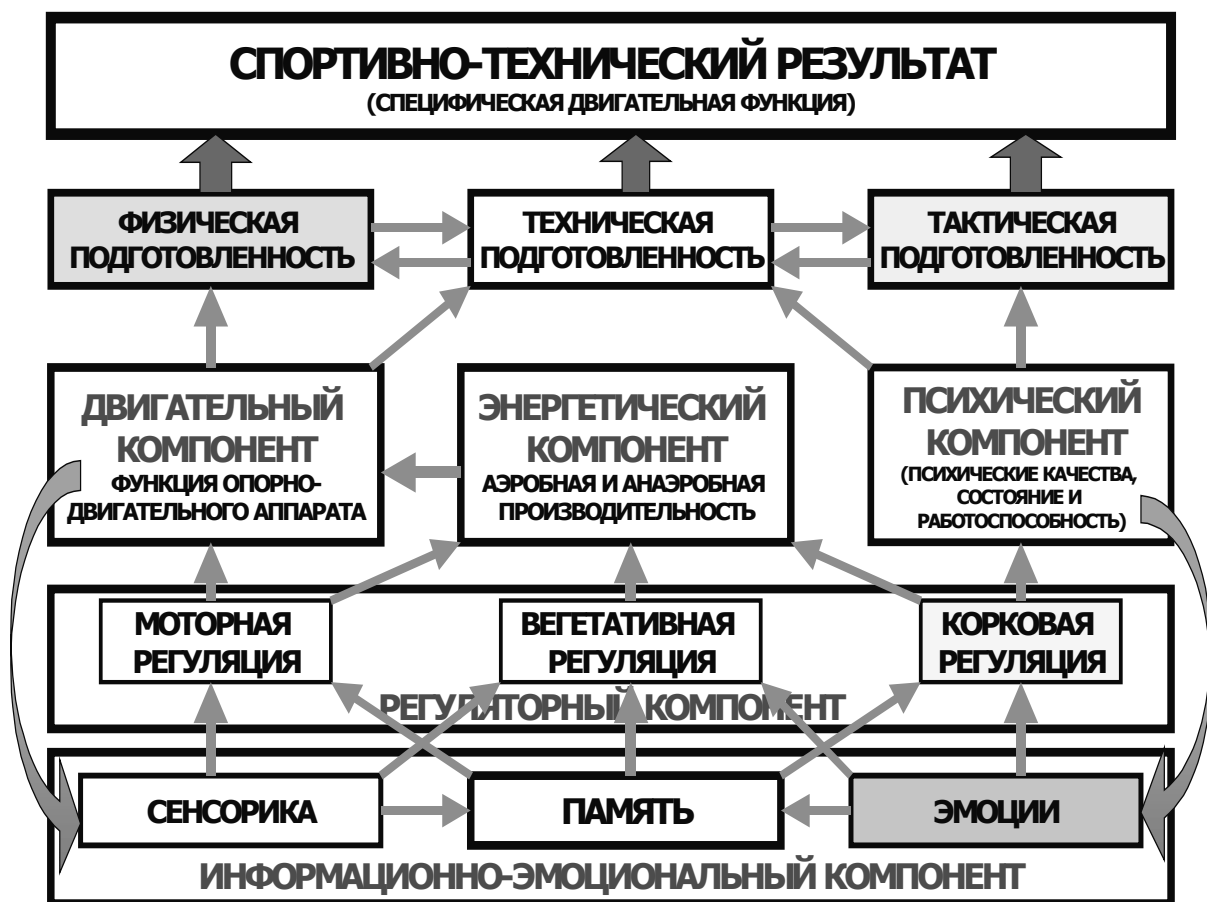 СПОРТИВНО-ТЕХНИЧЕСКИЙ РЕЗУЛЬТАТ
(СПЕЦИФИЧЕСКАЯ ДВИГАТЕЛЬНАЯ ФУНКЦИЯ)
ФИЗИЧЕСКАЯ
ПОДГОТОВЛЕННОСТЬ
ТЕХНИЧЕСКАЯ
ПОДГОТОВЛЕННОСТЬ
ТАКТИЧЕСКАЯ
ПОДГОТОВЛЕННОСТЬ
ДВИГАТЕЛЬНЫЙ
КОМПОНЕНТ
ФУНКЦИЯ ОПОРНО-
ДВИГАТЕЛЬНОГО АППАРАТА
ЭНЕРГЕТИЧЕСКИЙ
КОМПОНЕНТ
АЭРОБНАЯ И АНАЭРОБНАЯ
ПРОИЗВОДИТЕЛЬНОСТЬ
ПСИХИЧЕСКИЙ
КОМПОНЕНТ
(ПСИХИЧЕСКИЕ КАЧЕСТВА,
СОСТОЯНИЕ И
РАБОТОСПОСОБНОСТЬ)
МОТОРНАЯ
РЕГУЛЯЦИЯ
ВЕГЕТАТИВНАЯ
РЕГУЛЯЦИЯ
КОРКОВАЯ
РЕГУЛЯЦИЯ
РЕГУЛЯТОРНЫЙ КОМПОНЕНТ
СЕНСОРИКА
ПАМЯТЬ
ЭМОЦИИ
ИНФОРМАЦИОННО-ЭМОЦИОНАЛЬНЫЙ КОМПОНЕНТ